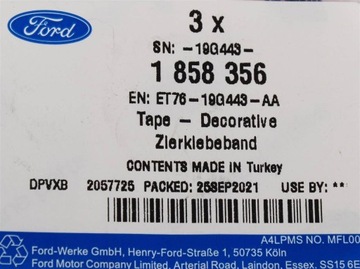 Ford
3 x
SN: -19G443-
1 858 356
EN: ET76-19G443-AA
Tape - Decorative
Zierklebeband
CONTENTS MADE IN Turkey
DPVXB 2057725 PACKED: 25SEP2021 USE BY: **
A4LPMS NO. MFL00
Ford-Werke GmbH, Henry-Ford-Straße 1, 50735 Köln
Ford Motor Company Limited, Arterial Road, Laindon, Essex. SS15 6E